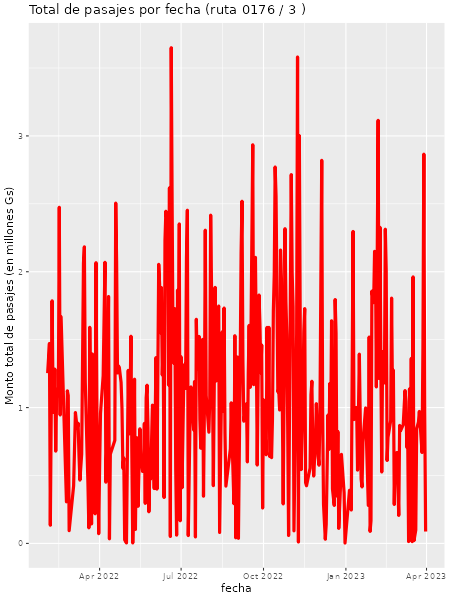 Total de pasajes por fecha (ruta 0176 / 3 )
Monto total de pasajes (en millones Gs)
3
2
1
0
Apr 2022 Jul 2022 Oct 2022 Jan 2023 Apr 2023
fecha